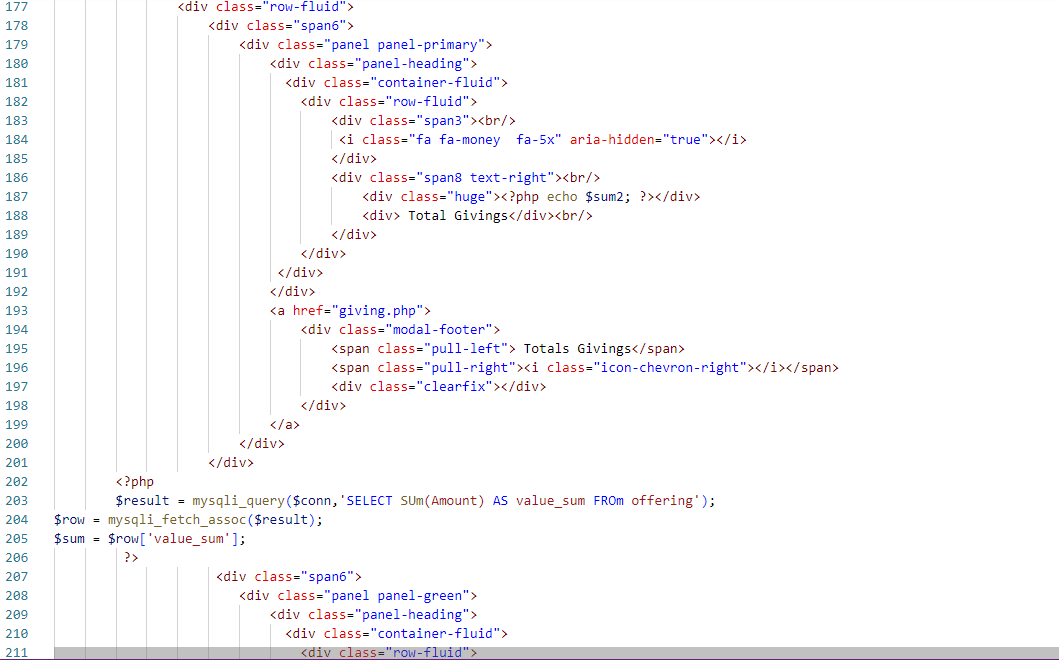 177 <div class="row-fluid">
178 <div class="span6">
179 <div class="panel panel-primary">
180 <div class="panel-heading">
181 <div class="container-fluid">
182 <div class="row-fluid">
183 <div class="span3"><br/>
184 <i class="fa fa-money  fa-5x" aria-hidden="true"></i>
185 </div>
186 <div class="span8 text-right"><br/>
187 <div class="huge"><?php echo $sum2; ?></div>
188 <div> Total Givings</div><br/>
189 </div>
190 </div>
191 </div>
192 </div>
193 <a href="giving.php">
194 <div class="modal-footer">
195 <span class="pull-left"> Totals Givings</span>
196 <span class="pull-right"><i class="icon-chevron-right"></i></span>
197 <div class="clearfix"></div>
198 </div>
199 </a>
200 </div>
201 </div>
202 <?php
203 $result = mysqli_query($conn,'SELECT SUm(Amount) AS value_sum FROm offering');
204 $row = mysqli_fetch_assoc($result);
205 $sum = $row['value_sum'];
206 ?>
207 <div class="span6">
208 <div class="panel panel-green">
209 <div class="panel-heading">
210 <div class="container-fluid">
211 <div class="row-fluid">